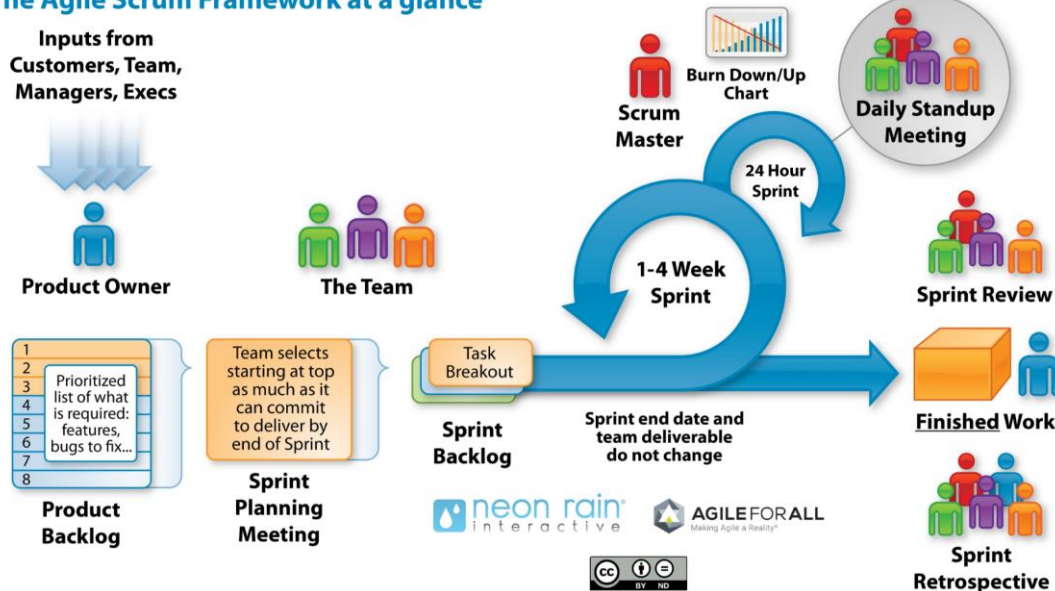 The Agile Scrum Framework at a glance
Inputs from
Customers, Team,
Managers, Execs
Product Owner
The Team
Scrum
Master
Burn Down/Up
Chart
Daily Standup
Meeting
24 Hour
Sprint
1-4 Week
Sprint
Sprint Review
1
2
3
4
5
6
7
8
Prioritized
list of what
is required:
features,
bugs to fix...
Product
Backlog
Team selects
starting at top
as much as it
can commit
to deliver by
end of Sprint
Sprint
Planning
Meeting
Task
Breakout
Sprint
Backlog
Sprint end date and
team deliverable
do not change
Finished Work
Sprint
Retrospective
neon rain®
interactive
AGILEFORALL
Making Agile a Reality®
cc
BY ND